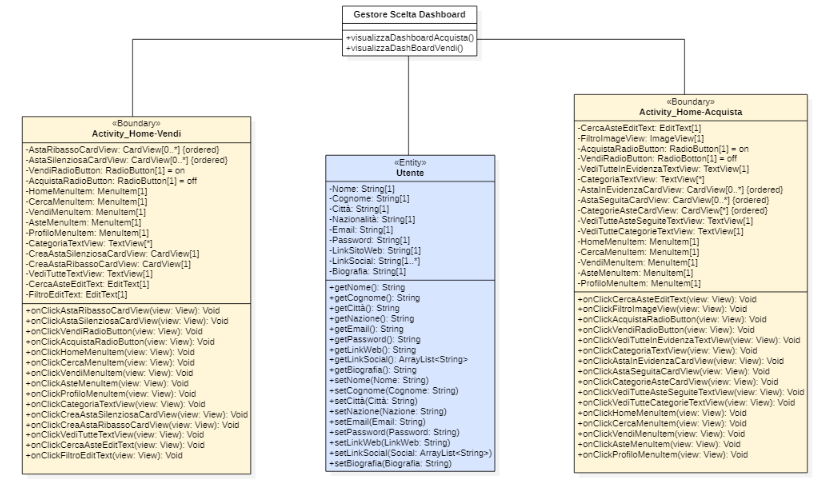 Gestore Scelta Dashboard
+visualizzaDashboardAcquista()
+visualizzaDashBoardVendi()
«Boundary»
Activity_Home-Vendi
-AstaRibassoCardView: CardView[0..*] {ordered}
-AstaSilenziosaCardView: CardView[0..*] {ordered}
-VendiRadioButton: RadioButton[1] = on
-AcquistaRadioButton: RadioButton[1] = off
-HomeMenuItem: MenuItem[1]
-CercaMenuItem: MenuItem[1]
-VendiMenuItem: MenuItem[1]
-AsteMenuItem: MenuItem[1]
-ProfiloMenuItem: MenuItem[1]
-CategoriaTextView: TextView[*]
-CreaAstaSilenziosaCardView: CardView[1]
-CreaAstaRibassoCardView: CardView[1]
-VediTutteTextView: TextView[1]
-CercaAsteEditText: EditText[1]
-FiltroEditText: EditText[1]
+onClickAstaRibassoCardView(view: View): Void
+onClickAstaSilenziosaCardView(view: View): Void
+onClickVendiRadioButton(view: View): Void
+onClickAcquistaRadioButton(view: View): Void
+onClickHomeMenuItem(view: View): Void
+onClickCercaMenuItem(view: View): Void
+onClickVendiMenuItem(view: View): Void
+onClickAsteMenuItem(view: View): Void
+onClickProfiloMenuItem(view: View): Void
+onClickCategoriaTextView(view: View): Void
+onClickCreaAstaSilenziosaCardView(view: View): Void
+onClickCreaAstaRibassoCardView(view: View): Void
+onClickVediTutteTextView(view: View): Void
+onClickCercaAsteEditText(view: View): Void
+onClickFiltroEditText(view: View): Void
«Entity»
Utente
-Nome: String[1]
-Cognome: String[1]
-Città: String[1]
-Nazionalità: String[1]
-Email: String[1]
-Password: String[1]
-LinkSitoWeb: String[1]
-LinkSocial: String[1..*]
-Biografia: String[1]
+getNome(): String
+getCognome(): String
+getCittà(): String
+getNazione(): String
+getEmail(): String
+getPassword(): String
+getLinkWeb(): String
+getLinkSocial(): ArrayList<String>
+getBiografia(): String
+setNome(Nome: String)
+setCognome(Cognome: String)
+setCittà(Città: String)
+setNazione(Nazione: String)
+setEmail(Email: String)
+setPassword(Password: String)
+setLinkWeb(LinkWeb: String)
+setLinkSocial(Social: ArrayList<String>)
+setBiografia(Biografia: String)
«Boundary»
Activity_Home-Acquista
-CercaAsteEditText: EditText[1]
-FiltroImageView: ImageView[1]
-AcquistaRadioButton: RadioButton[1] = on
-VendiRadioButton: RadioBotton[1] = off
-VediTutteInEvidenzaTextView: TextView[1]
-CategoriaTextView: TextView[*]
-AstaInEvidenzaCardView: CardView[0..*] {ordered}
-AstaSeguitaCardView: CardView[0..*] {ordered}
-CategorieAsteCardView: CardView[*] {ordered}
-VediTutteAsteSeguiteTextView: TextView[1]
-VediTutteCategorieTextView: TextView[1]
-HomeMenuItem: MenuItem[1]
-CercaMenuItem: MenuItem[1]
-VendiMenuItem: MenuItem[1]
-AsteMenuItem: MenuItem[1]
-ProfiloMenuItem: MenuItem[1]
+onClickCercaAsteEditText(view: View): Void
+onClickFiltroImageView(view: View): Void
+onClickAcquistaRadioButton(view: View): Void
+onClickVendiRadioButton(view: View): Void
+onClickVediTutteInEvidenzaTextView(view: View): Void
+onClickCategoriaTextView(view: View): Void
+onClickAstaInEvidenzaCardView(view: View): Void
+onClickAstaSeguitaCardView(view: View): Void
+onClickCategorieAsteCardView(view: View): Void
+onClickVediTutteAsteSeguiteTextView(view: View): Void
+onClickVediTutteCategorieTextView(view: View): Void
+onClickHomeMenuItem(view: View): Void
+onClickCercaMenuItem(view: View): Void
+onClickVendiMenuItem(view: View): Void
+onClickAsteMenuItem(view: View): Void
+onClickProfiloMenuItem(view: View): Void